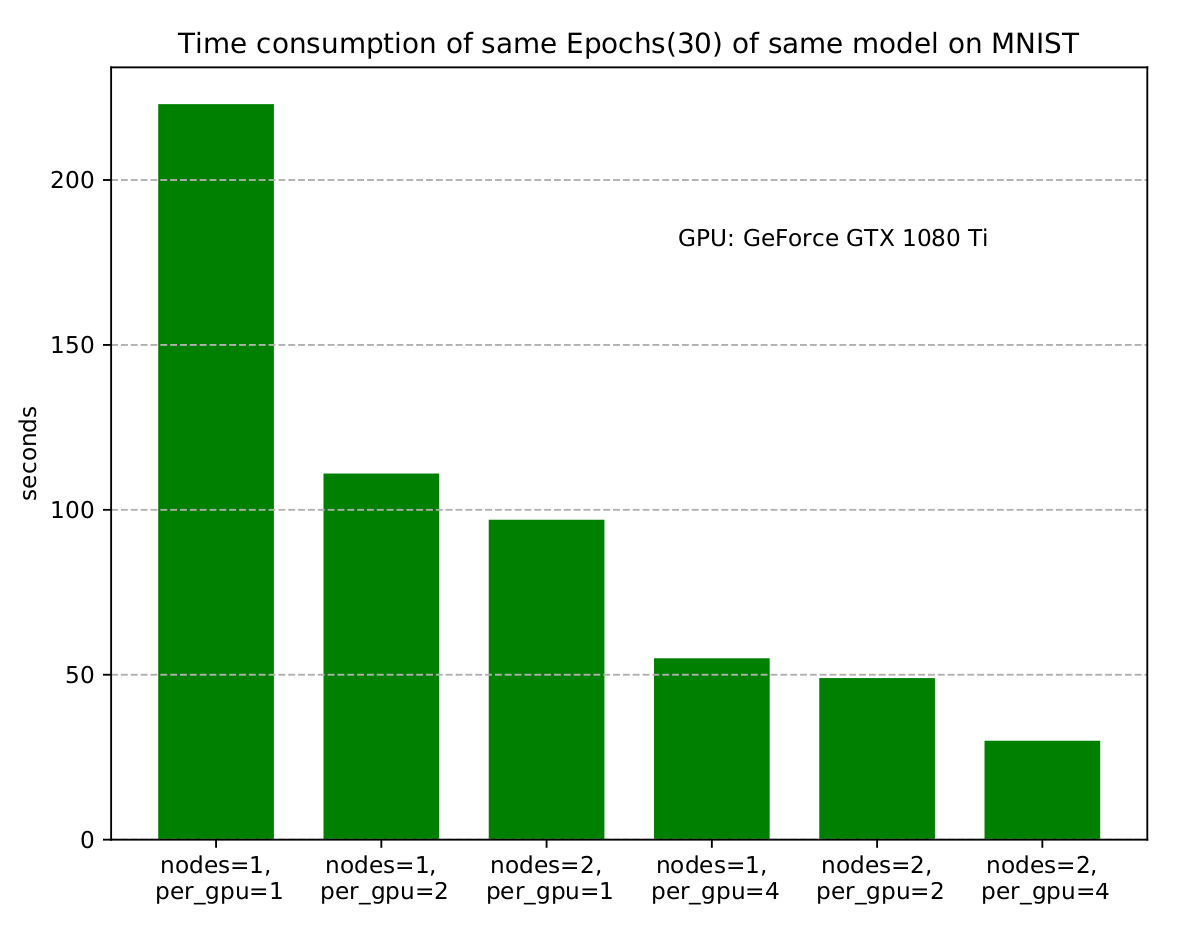 Time consumption of same Epochs(30) of same model on MNIST
200
GPU: GeForce GTX 1080 Ti
150
seconds
100
50
0
nodes=1,
per_gpu=1
nodes=1,
per_gpu=2
nodes=2,
per_gpu=1
nodes=1,
per_gpu=4
nodes=2,
per_gpu=2
nodes=2,
per_gpu=4